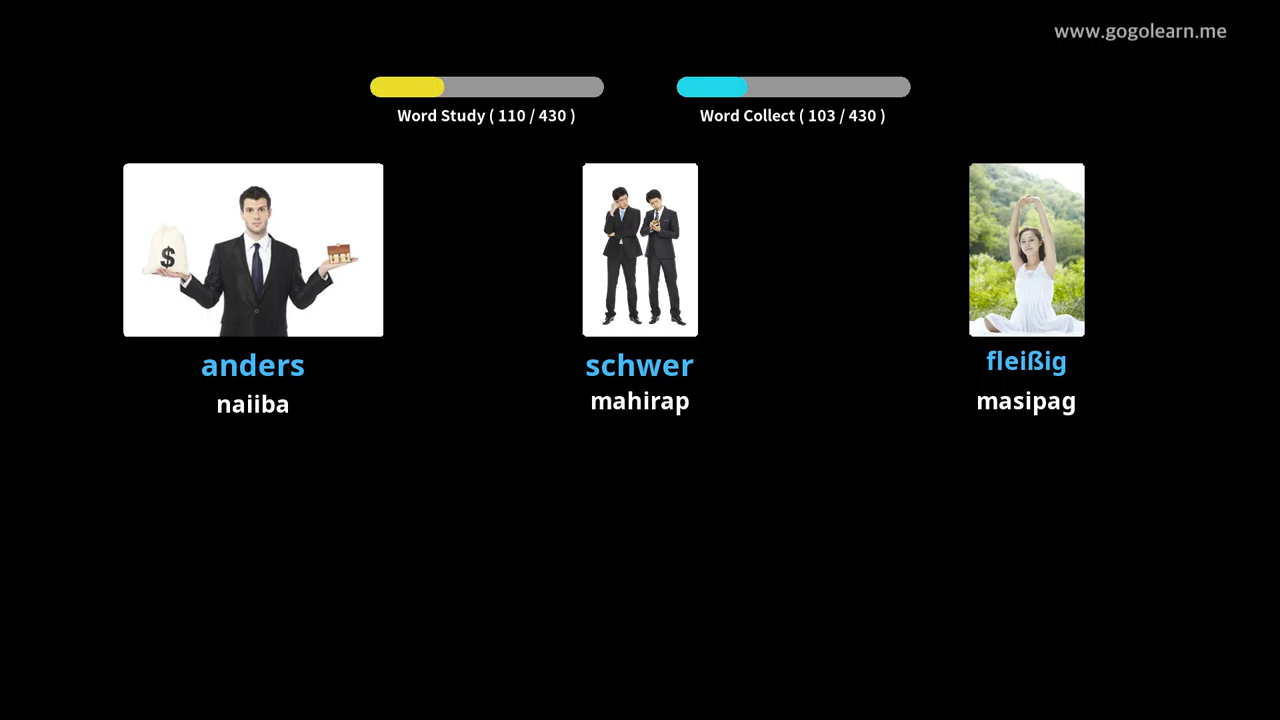 www.gogolearn.me
Word Study ( 110 / 430 )
Word Collect ( 103 / 430 )
$
anders
schwer
fleißig
naiiba
mahirap
masipag